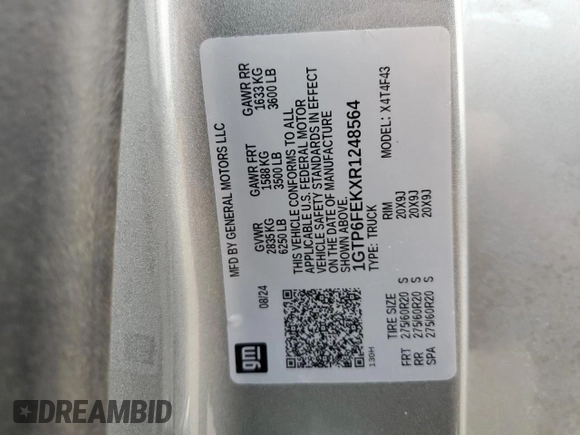 MFD BY GENERAL MOTORS LLC
08/24
GVWR GAWR FRT GAWR RR
2835 KG 1588 KG 1633 KG
6250 LB 3500 LB 3600 LB
THIS VEHICLE CONFORMS TO ALL
APPLICABLE U.S. FEDERAL MOTOR
VEHICLE SAFETY STANDARDS IN EFFECT
ON THE DATE OF MANUFACTURE
SHOWN ABOVE.
1GTP6FEKXR1248564
TYPE: TRUCK MODEL: X4T4F43
gm
130H
TIRE SIZE RIM
FRT 275/60R20 S 20X9J
RR 275/60R20 S 20X9J
SPA 275/60R20 S 20X9J
DREAMBID